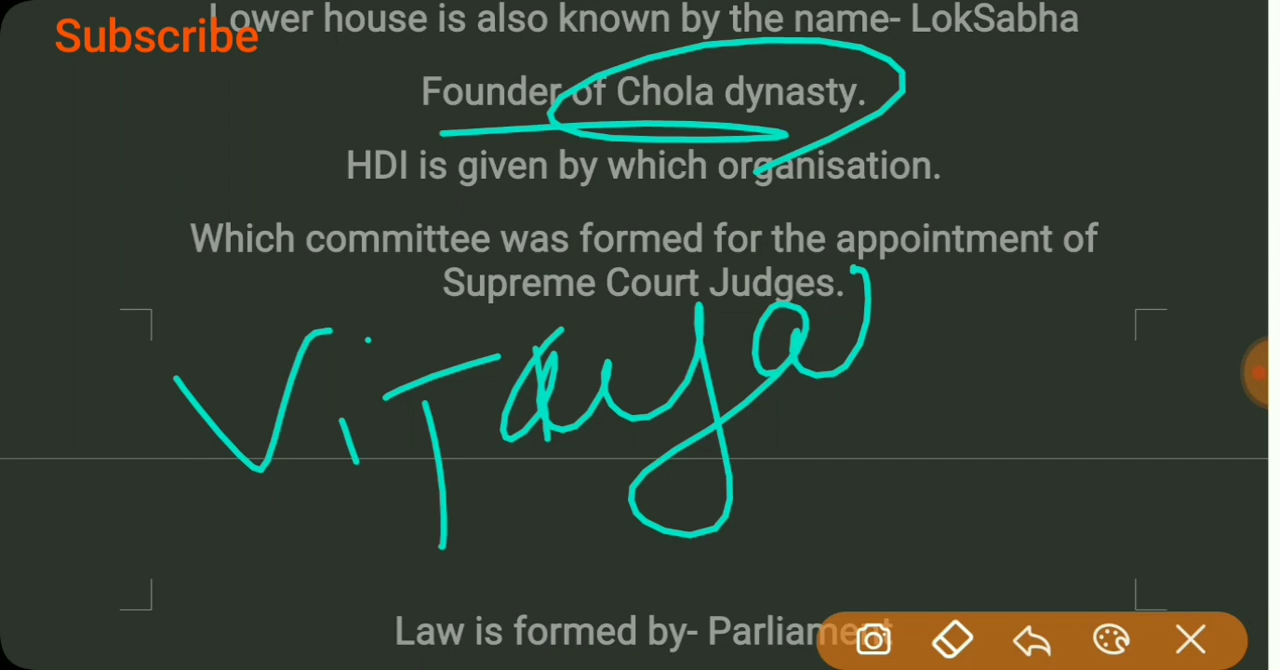 Lower house is also known by the name- LokSabha
Subscribe
Founder of Chola dynasty.
HDI is given by which organisation.
Which committee was formed for the appointment of
Supreme Court Judges.
ViTaya
Law is formed by- Parliament